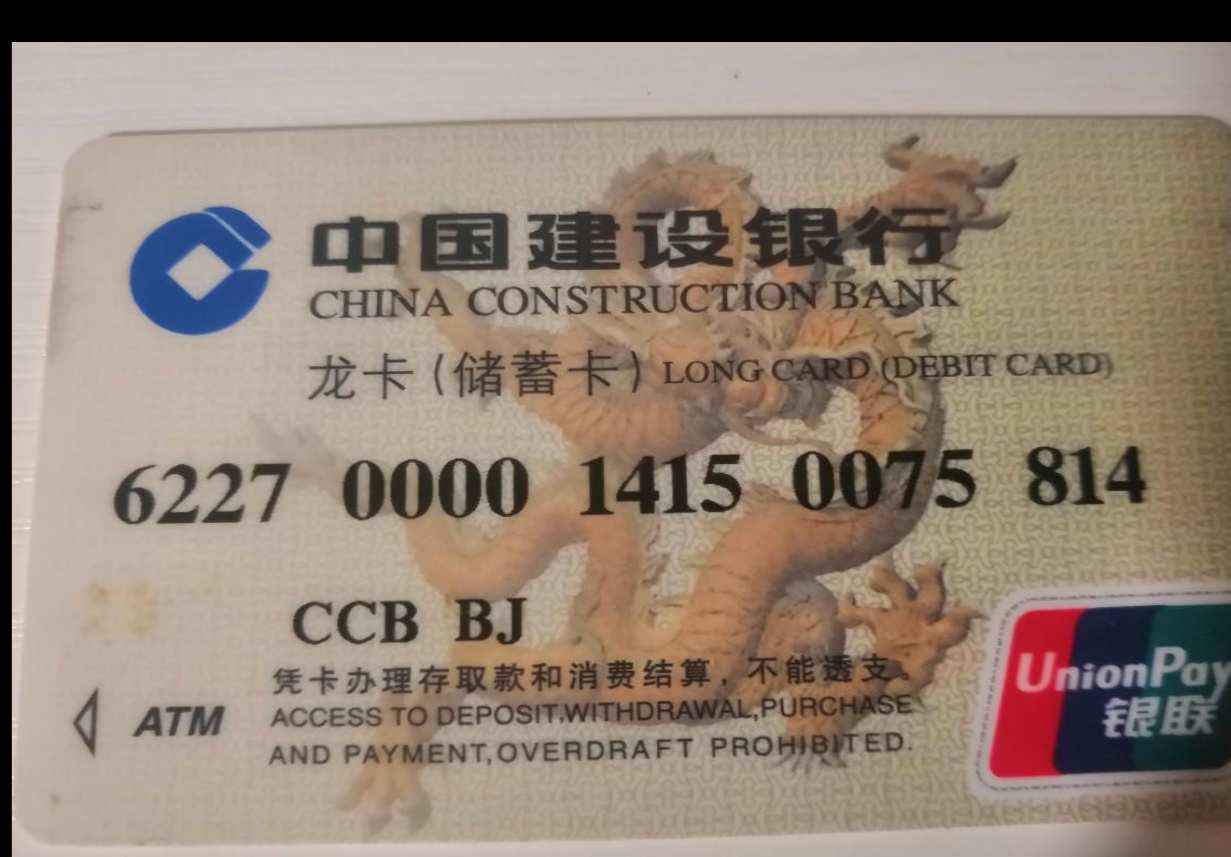 中国建设银行
CHINA CONSTRUCTION BANK
龙卡(储蓄卡) LONG CARD (DEBIT CARD)
6227 0000 1415 0075 814
CCB BJ
凭卡办理存取款和消费结算，不能透支。
ATM ACCESS TO DEPOSIT.WITHDRAWAL,PURCHASE
AND PAYMENT,OVERDRAFT PROHIBITED.
UnionPay
银联